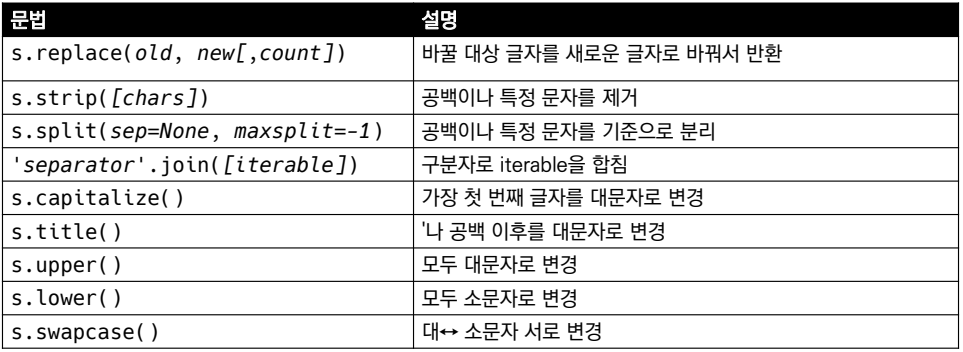 문법 설명
s.replace(old, new[,count]) 바꿀 대상 글자를 새로운 글자로 바꿔서 반환
s.strip([chars]) 공백이나 특정 문자를 제거
s.split(sep=None, maxsplit=-1) 공백이나 특정 문자를 기준으로 분리
'separator'.join([iterable]) 구분자로 iterable을 합침
s.capitalize() 가장 첫 번째 글자를 대문자로 변경
s.title() '나 공백 이후를 대문자로 변경
s.upper() 모두 대문자로 변경
s.lower() 모두 소문자로 변경
s.swapcase() 대↔ 소문자 서로 변경